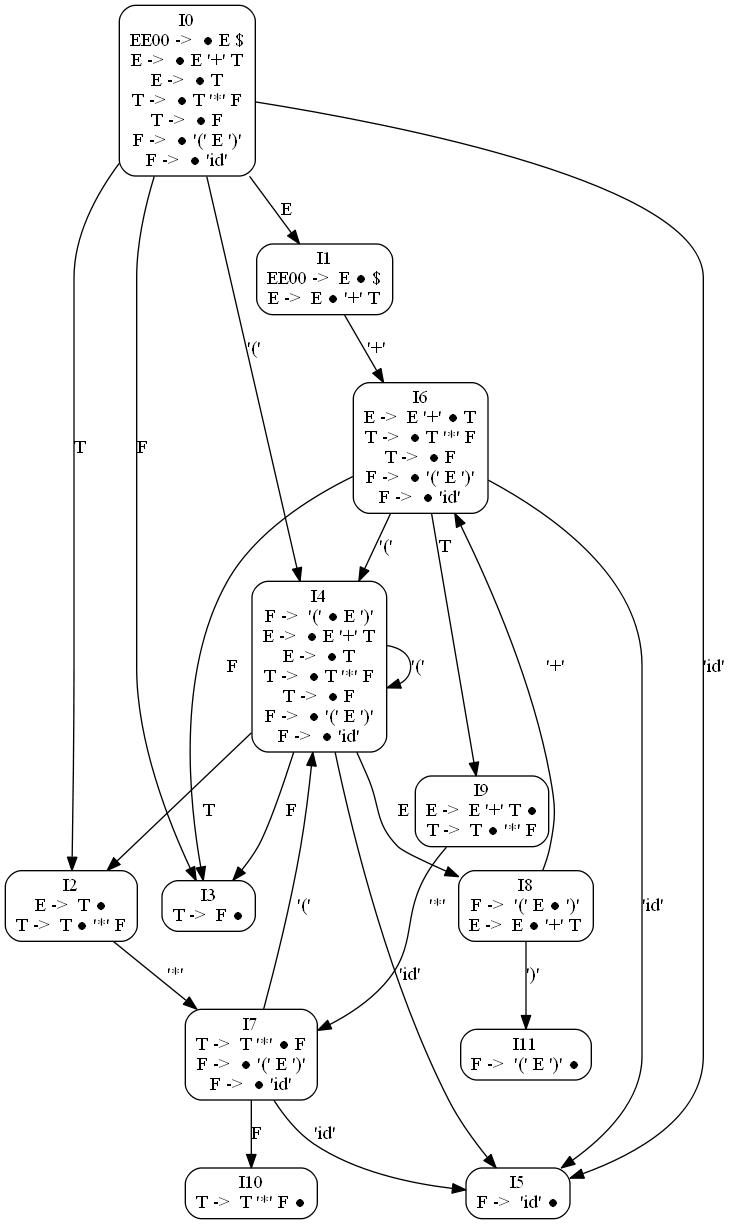 I0
EE00 -> ● E $
E -> ● E '+' T
E -> ● T
T -> ● T '*' F
T -> ● F
F -> ● '(' E ')'
F -> ● 'id'
E
I1
EE00 -> E ● $
E -> E ● '+' T
'('
'+'
I6
E -> E '+' ● T
T -> ● T '*' F
T -> ● F
F -> ● '(' E ')'
F -> ● 'id'
T
F
'('
T
I4
F -> '(' ● E ')'
E -> ● E '+' T
E -> ● T
T -> ● T '*' F
T -> ● F
F -> ● '(' E ')'
F -> ● 'id'
F
'('
'+'
'id'
T
F
E
I9
E -> E '+' T ●
T -> T ● '*' F
I2
E -> T ●
T -> T ● '*' F
I3
T -> F ●
'('
'*'
I8
F -> '(' E ● ')'
E -> E ● '+' T
'id'
'*'
'id'
')'
I7
T -> T '*' ● F
F -> ● '(' E ')'
F -> ● 'id'
I11
F -> '(' E ')' ●
F
'id'
I10
T -> T '*' F ●
I5
F -> 'id' ●